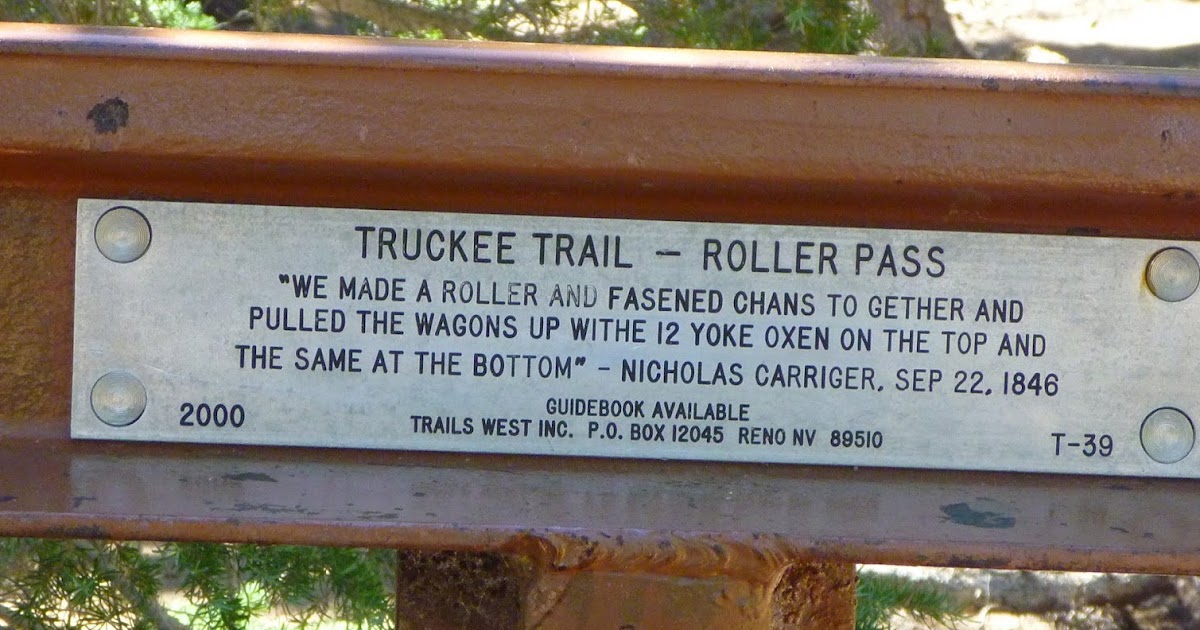 TRUCKEE TRAIL – ROLLER PASS
"WE MADE A ROLLER AND FASENED CHANS TO GETHER AND
PULLED THE WAGONS UP WITHE 12 YOKE OXEN ON THE TOP AND
THE SAME AT THE BOTTOM" - NICHOLAS CARRIGER, SEP 22, 1846
GUIDEBOOK AVAILABLE
2000 TRAILS WEST INC. P.O. BOX 12045 RENO NV 89510 T-39